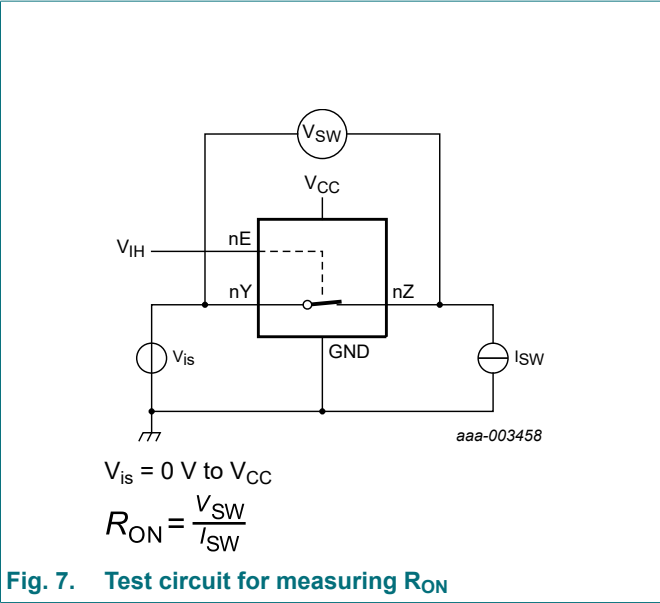 VSW
VCC
VIH
nE
nY
nZ
GND
Vis
ISW
aaa-003458
Vis = 0 V to VCC
RON = VSW / ISW
Fig. 7. Test circuit for measuring RON